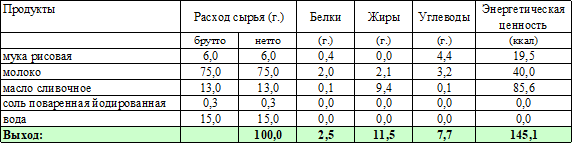 Продукты Расход сырья (г.) Белки Жиры Углеводы Энергетическая ценность
брутто нетто (г.) (г.) (г.) (ккал)
мука рисовая 6,0 6,0 0,4 0,0 4,4 19,5
молоко 75,0 75,0 2,0 2,1 3,2 40,0
масло сливочное 13,0 13,0 0,1 9,4 0,1 85,6
соль поваренная йодированная 0,3 0,3 0,0 0,0 0,0 0,0
вода 15,0 15,0 0,0 0,0 0,0 0,0
Выход: 100,0 2,5 11,5 7,7 145,1